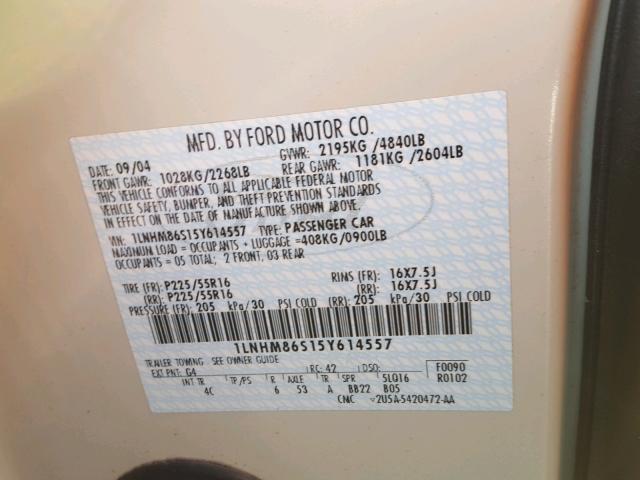 MFD. BY FORD MOTOR CO.
DATE: 09/04 GVWR: 2195KG /4840LB
FRONT GAWR: 1028KG/2268LB REAR GAWR: 1181KG /2604LB
THIS VEHICLE CONFORMS TO ALL APPLICABLE FEDERAL MOTOR
VEHICLE SAFETY, BUMPER, AND THEFT PREVENTION STANDARDS
IN EFFECT ON THE DATE OF MANUFACTURE SHOWN ABOVE.
VIN: 1LNHM86S15Y614557 TYPE: PASSENGER CAR
MAXIMUM LOAD = OCCUPANTS + LUGGAGE =408KG/0900LB
OCCUPANTS = 05 TOTAL; 2 FRONT, 03 REAR
TIRE (FR): P225/55R16 RIMS (FR): 16X7.5J
(RR): P225/55R16 (RR): 16X7.5J
PRESSURE (FR): 205 kPa/30 PSI COLD (RR): 205 kPa/30 PSI COLD
1LNHM86S15Y614557
TRAILER TOWING SEE OWNER GUIDE
EXT PNT: G4 RC: 42 DSO: F0090
INT TR TP/PS R AXLE TR SPR 5LQ16 R0102
4C 6 53 A BB22 B05
CMC ˅2U5A-5420472-AA